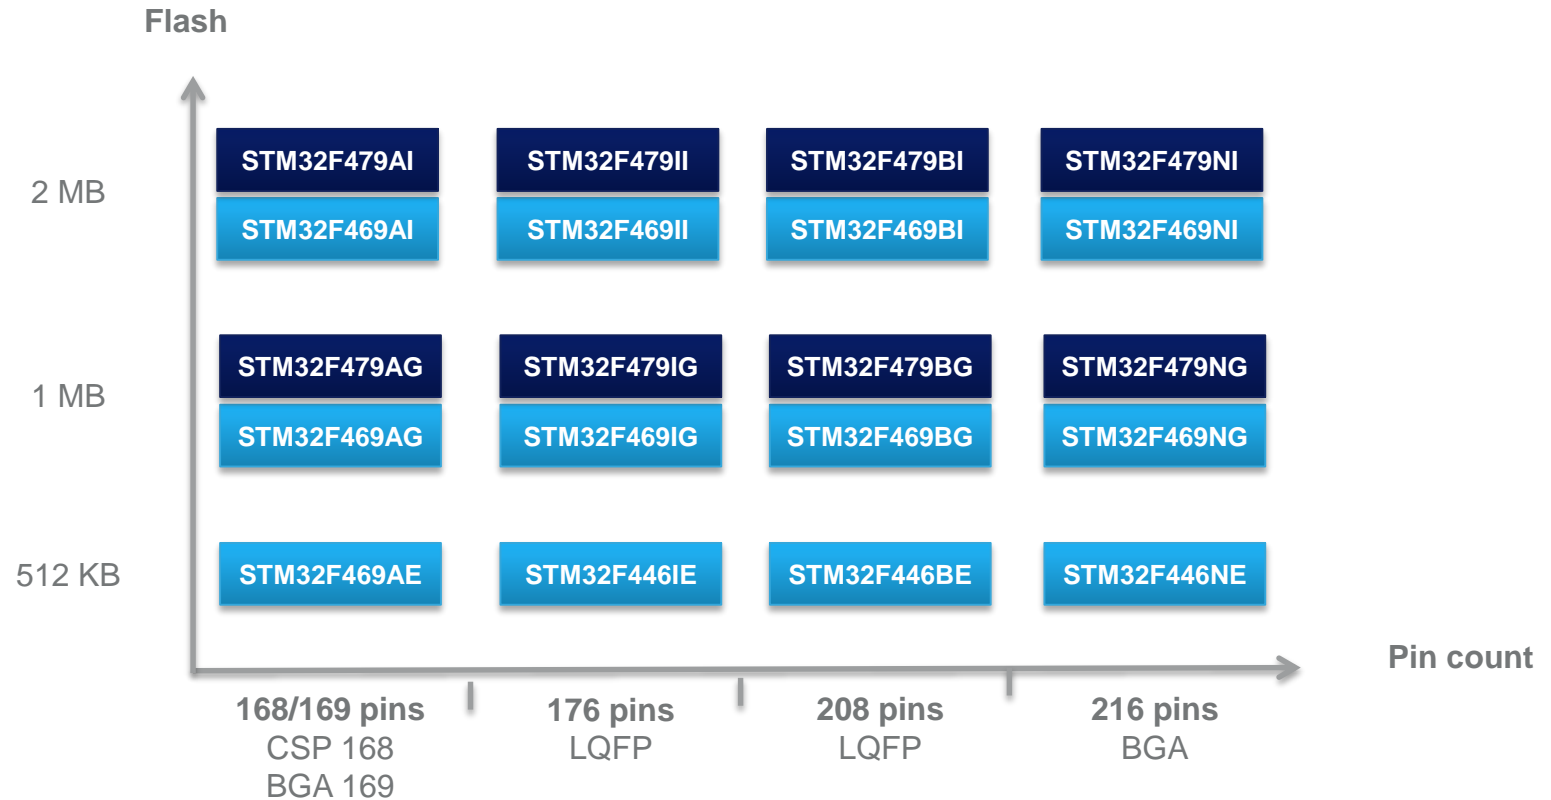 Flash
2 MB
STM32F479AI
STM32F479II
STM32F479BI
STM32F479NI
STM32F469AI
STM32F469II
STM32F469BI
STM32F469NI
1 MB
STM32F479AG
STM32F479IG
STM32F479BG
STM32F479NG
STM32F469AG
STM32F469IG
STM32F469BG
STM32F469NG
512 KB
STM32F469AE
STM32F446IE
STM32F446BE
STM32F446NE
Pin count
168/169 pins
CSP 168
BGA 169
176 pins
LQFP
208 pins
LQFP
216 pins
BGA